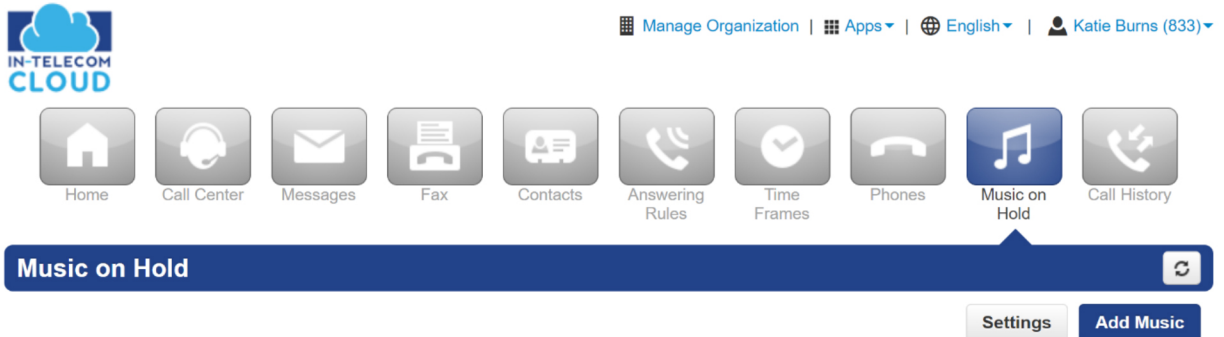 IN-TELECOM
CLOUD
Manage Organization | Apps | English | Katie Burns (833)
Home
Call Center
Messages
Fax
Contacts
Answering
Rules
Time
Frames
Phones
Music on
Hold
Call History
Music on Hold
Settings
Add Music